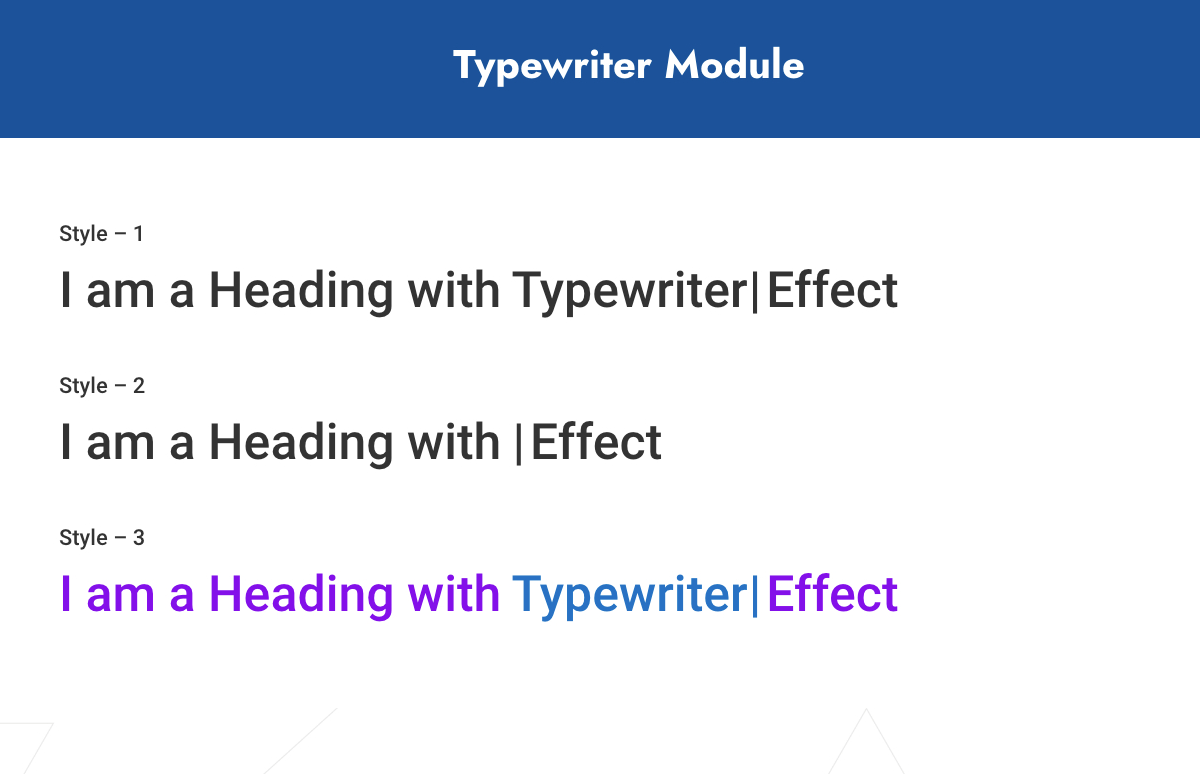 Typewriter Module
Style – 1
I am a Heading with Typewriter|Effect
Style – 2
I am a Heading with |Effect
Style – 3
I am a Heading with Typewriter|Effect